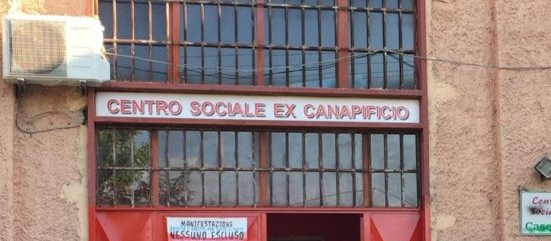 CENTRO SOCIALE EX CANAPIFICIO
MANIFESTAZIONE
NESSUNO ESCLUSO